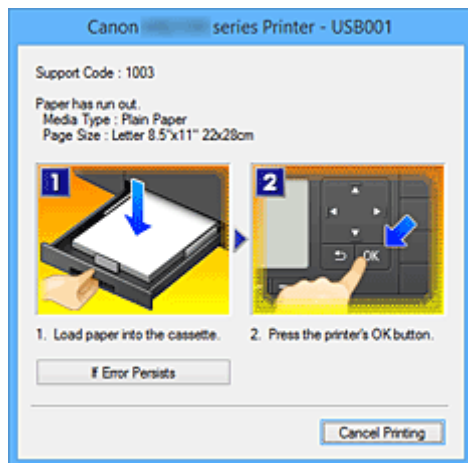 Canon series Printer - USB001
Support Code : 1003
Paper has run out.
Media Type : Plain Paper
Page Size : Letter 8.5"x11" 22x28cm
1
2
OK
1. Load paper into the cassette.
2. Press the printer's OK button.
If Error Persists
Cancel Printing